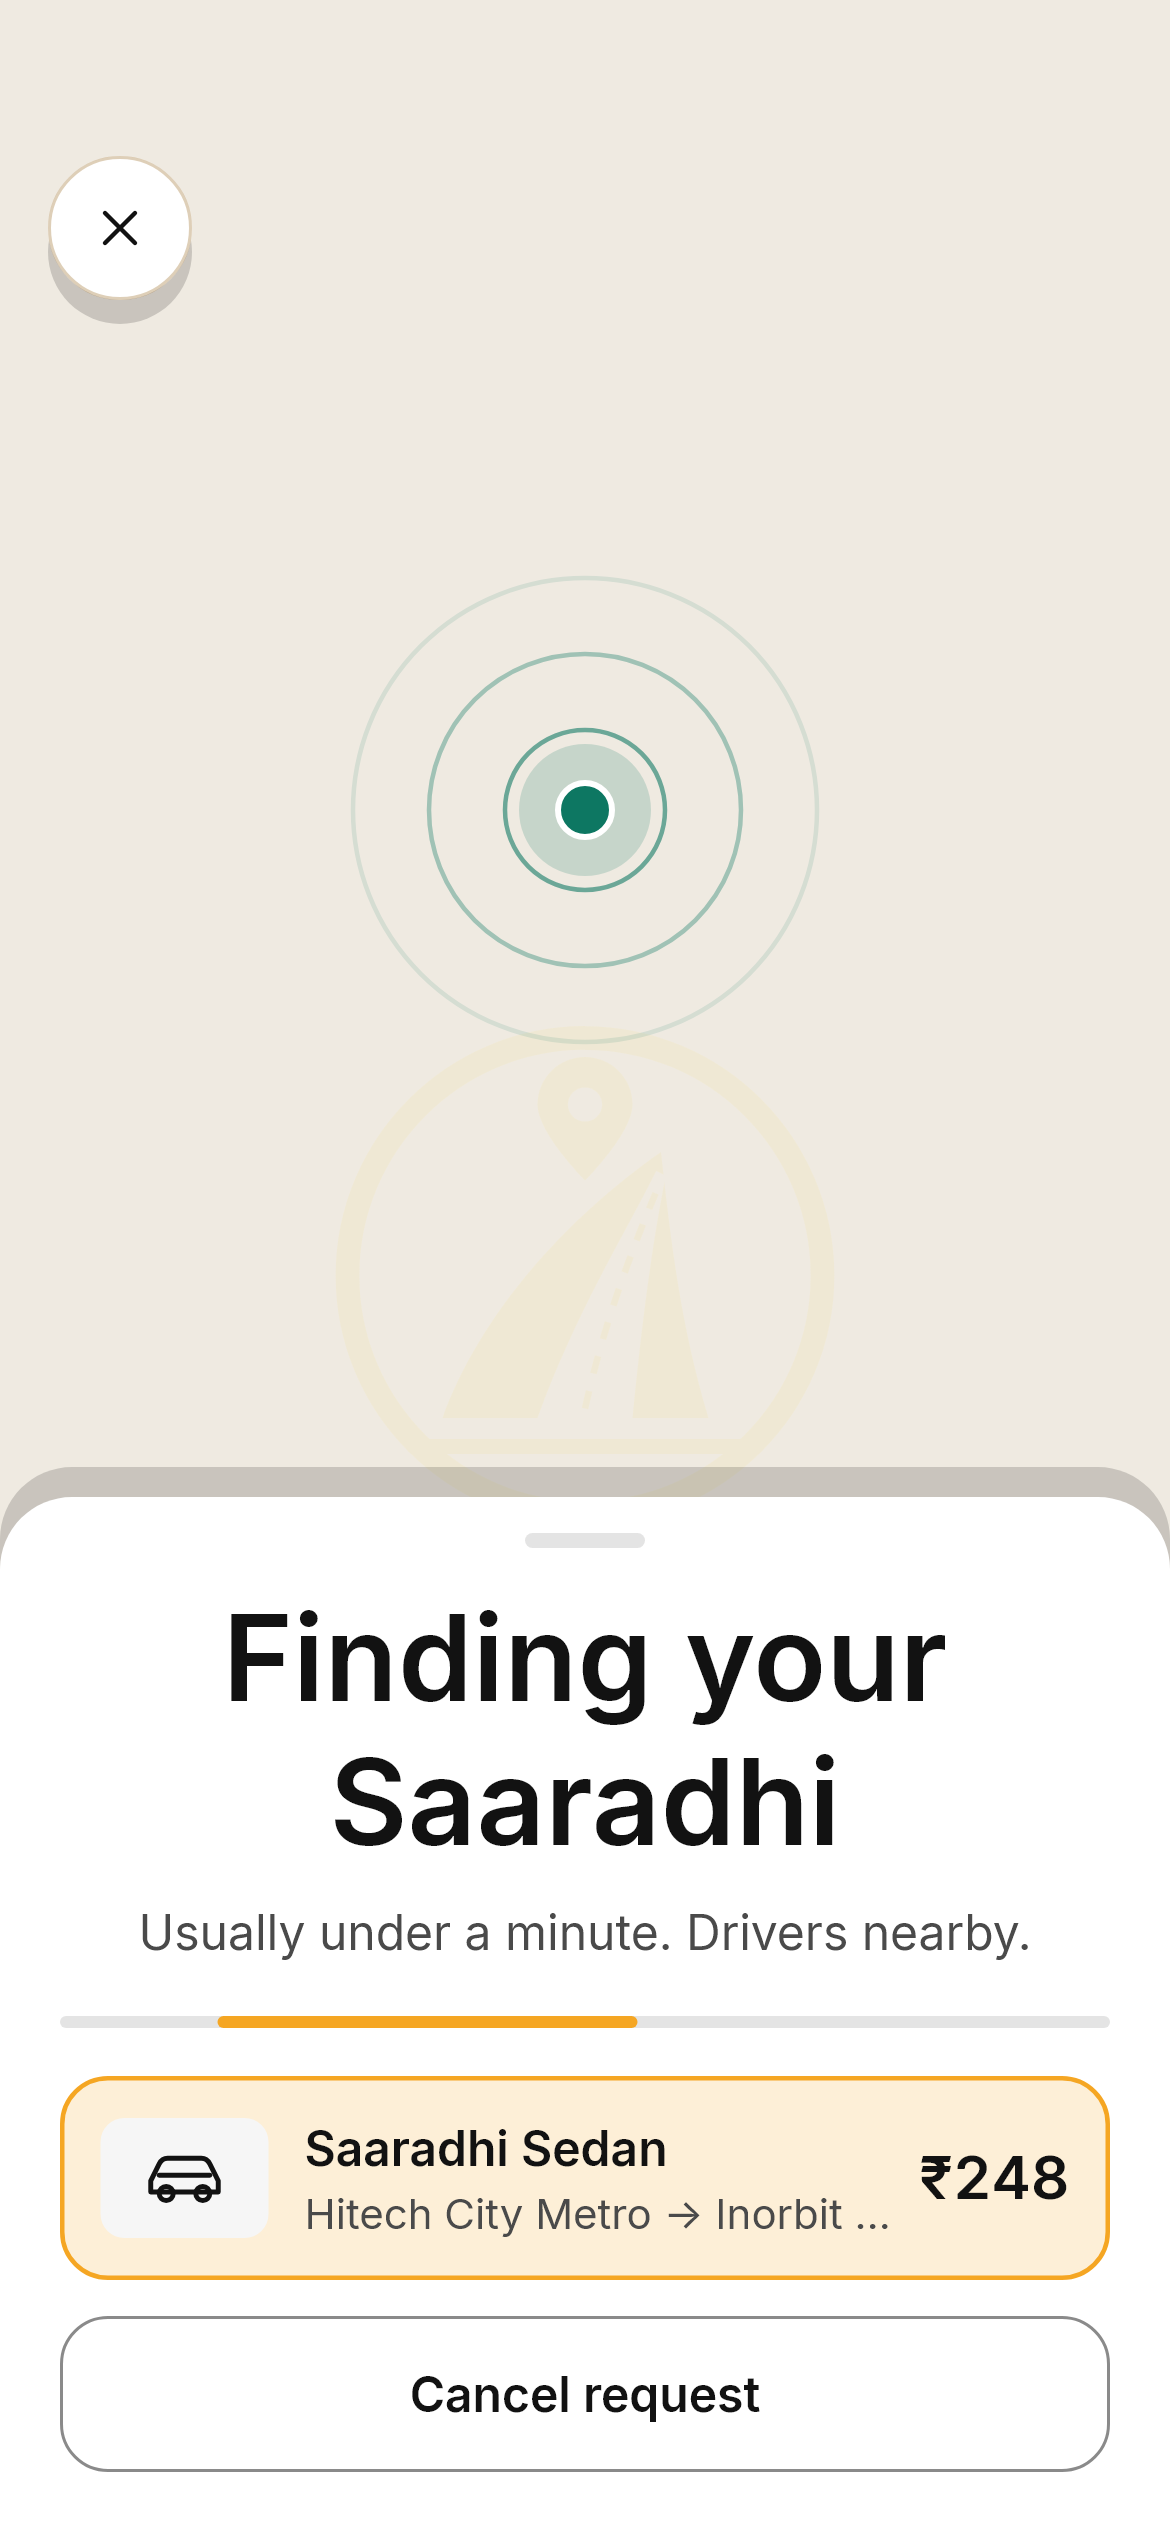 Finding your
Saaradhi
Usually under a minute. Drivers nearby.
Saaradhi Sedan
Hitech City Metro → Inorbit ...
₹248
Cancel request